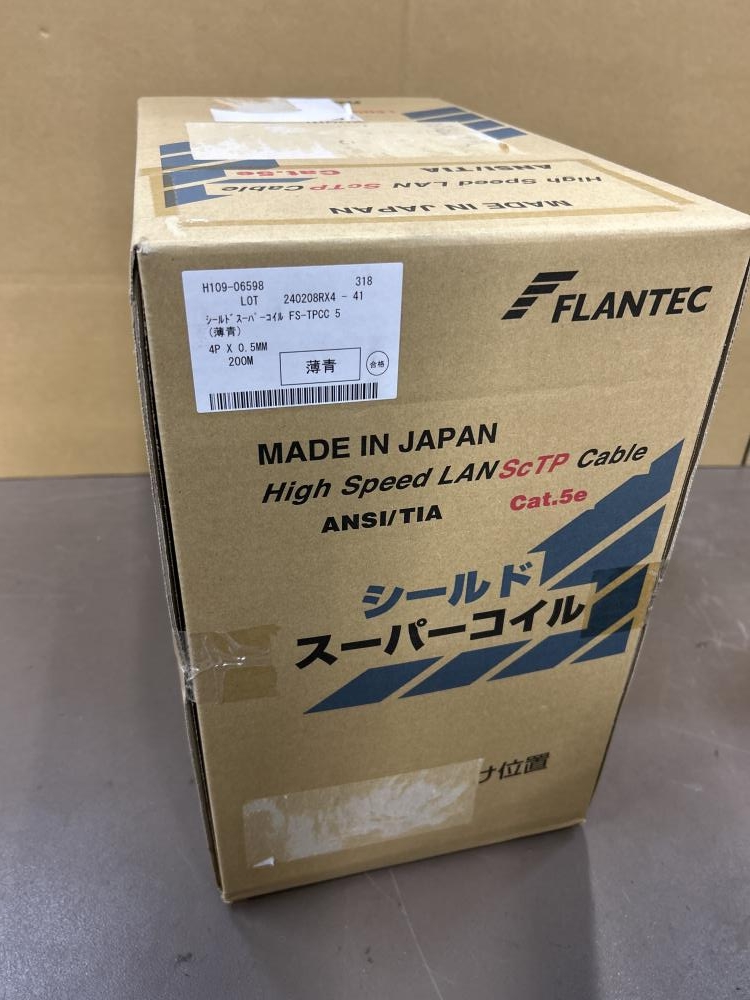 Cat.5e
High Speed LAN ScTP Cable
ANSI/TIA
MADE IN JAPAN
H109-06598 318
LOT 240208RX4 - 41
シールドスーパーコイル FS-TPCC 5
(薄青)
4P X 0.5MM
200M
薄青
合格
FLANTEC
MADE IN JAPAN
High Speed LAN ScTP Cable
ANSI/TIA Cat.5e
シールド
スーパーコイル
け位置